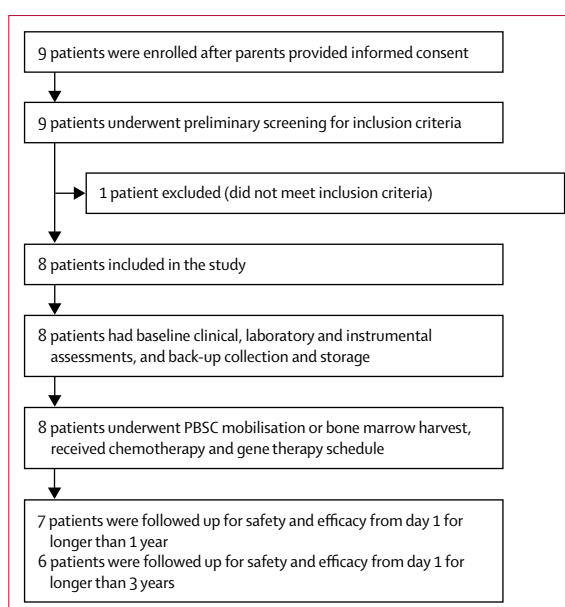 9 patients were enrolled after parents provided informed consent
9 patients underwent preliminary screening for inclusion criteria
1 patient excluded (did not meet inclusion criteria)
8 patients included in the study
8 patients had baseline clinical, laboratory and instrumental
assessments, and back-up collection and storage
8 patients underwent PBSC mobilisation or bone marrow harvest,
received chemotherapy and gene therapy schedule
7 patients were followed up for safety and efficacy from day 1 for
longer than 1 year
6 patients were followed up for safety and efficacy from day 1 for
longer than 3 years